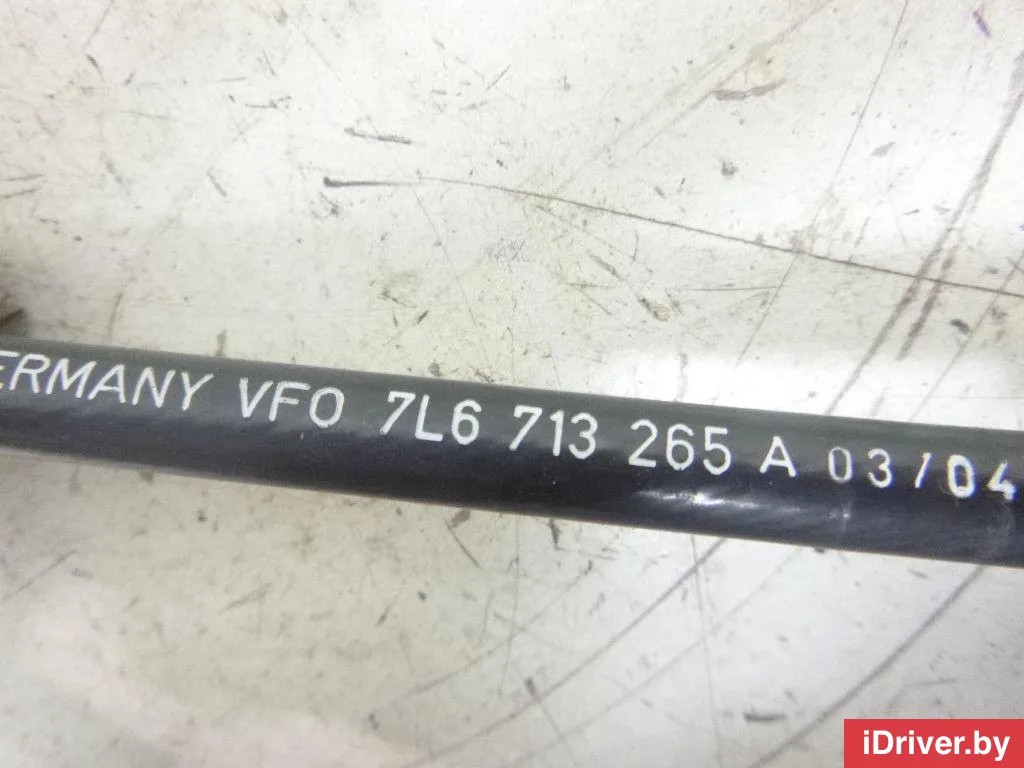 ERMANY VFO 7L6 713 265 A 03/04
iDriver.by